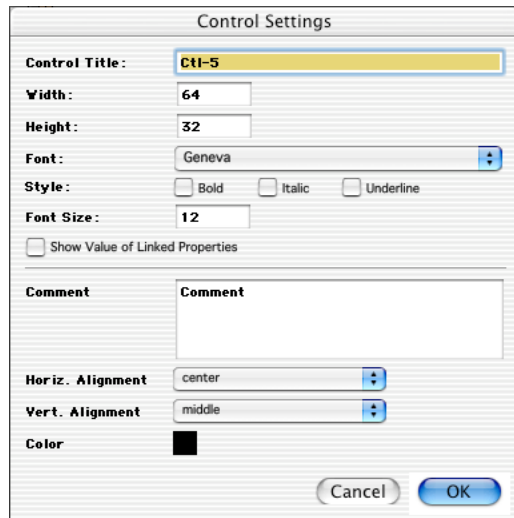 Control Settings
Control Title: Ctl-5
Width: 64
Height: 32
Font: Geneva
Style: Bold Italic Underline
Font Size: 12
Show Value of Linked Properties
Comment Comment
Horiz. Alignment center
Vert. Alignment middle
Color
Cancel OK